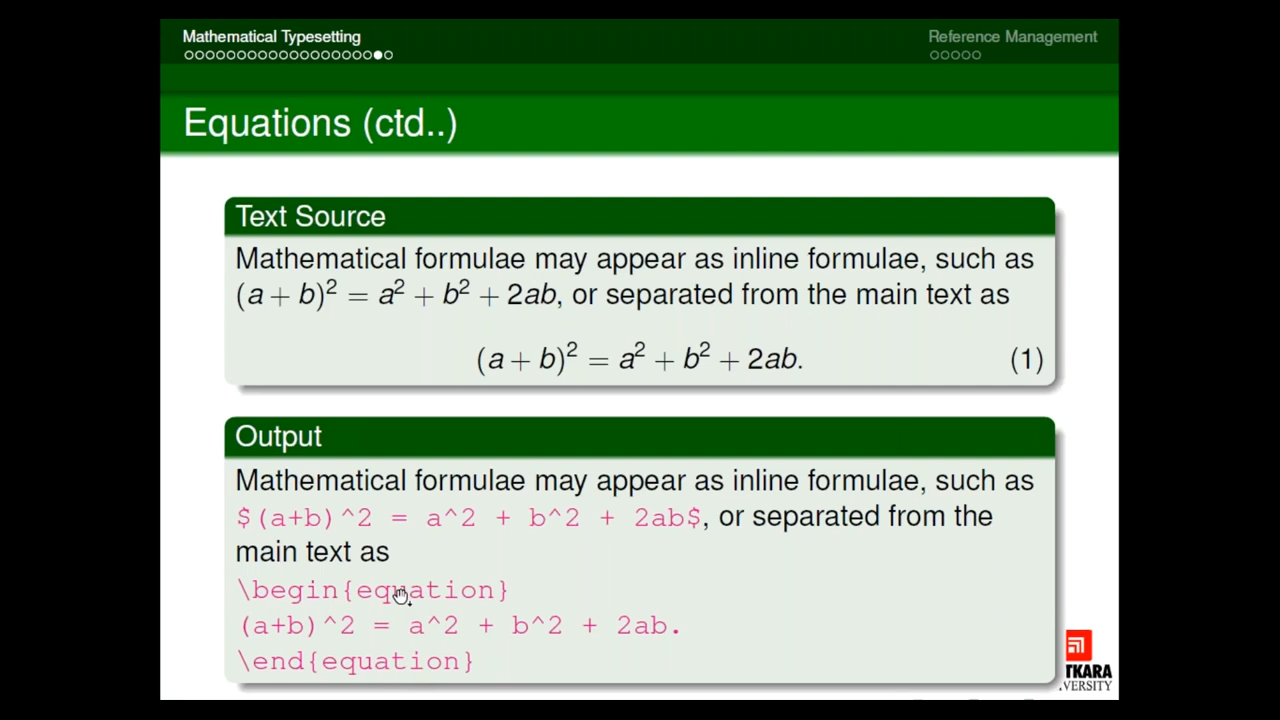 Mathematical Typesetting
Reference Management
Equations (ctd..)
Text Source
Mathematical formulae may appear as inline formulae, such as
(a + b)² = a² + b² + 2ab, or separated from the main text as
(a + b)² = a² + b² + 2ab. (1)
Output
Mathematical formulae may appear as inline formulae, such as
$(a+b)^2 = a^2 + b^2 + 2ab$, or separated from the
main text as
\begin{equation}
(a+b)^2 = a^2 + b^2 + 2ab.
\end{equation}
TKARA
VERSITY